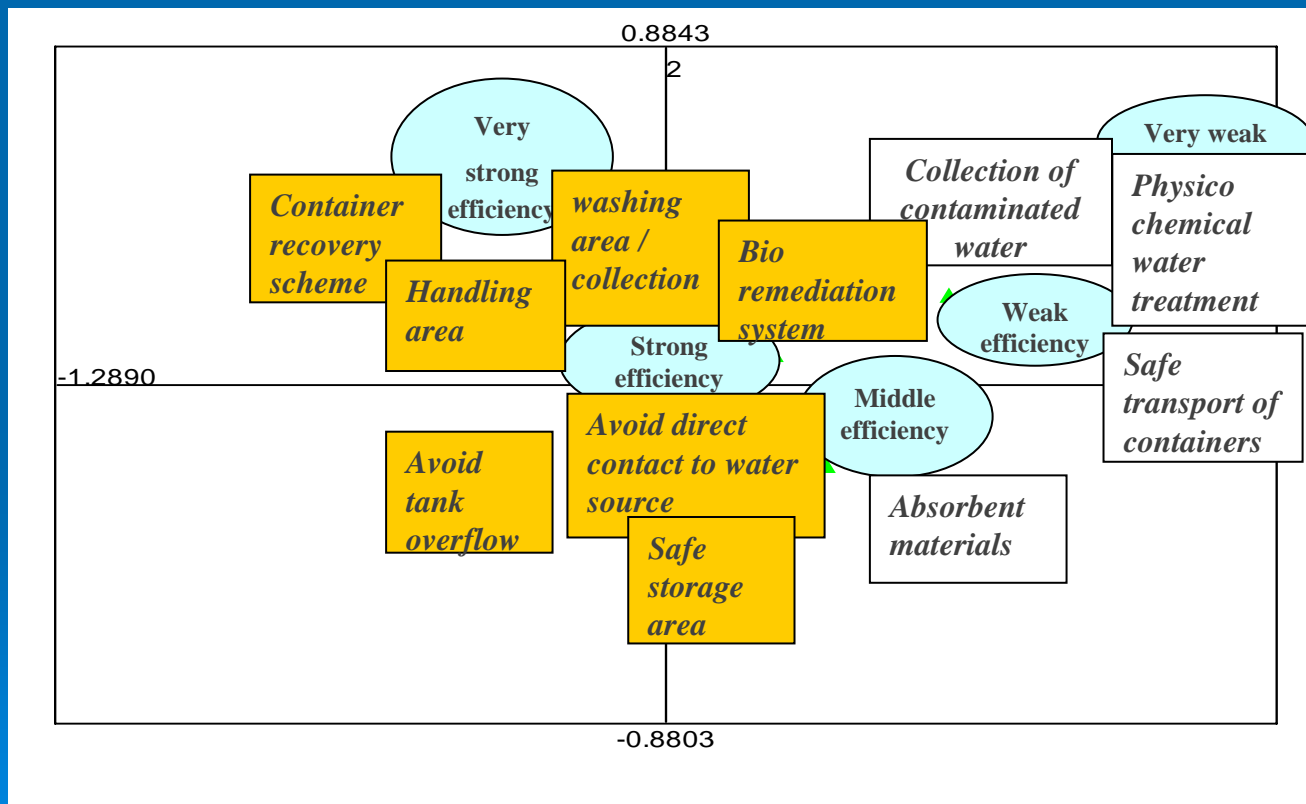 0.8843
2
Very
strong
efficiency
Very weak
Container
recovery
scheme
washing
area /
collection
Collection of
contaminated
water
Physico
chemical
water
treatment
Handling
area
Bio
remediation
system
Weak
efficiency
Strong
efficiency
-1.2890
Middle
efficiency
Safe
transport of
containers
Avoid
tank
overflow
Avoid direct
contact to water
source
Absorbent
materials
Safe
storage
area
-0.8803